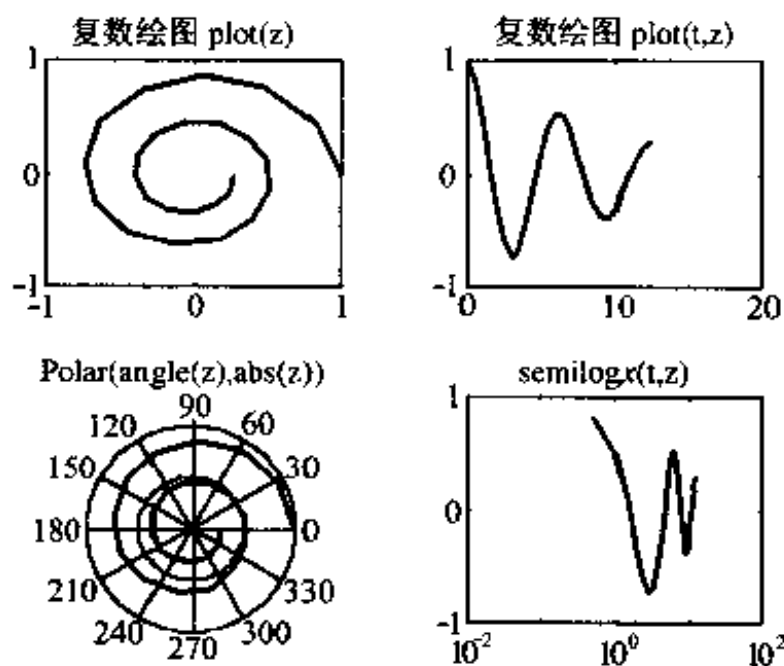 复数绘图 plot(z)
1
0
-1
-1 0 1
复数绘图 plot(t,z)
1
0
-1
0 10 20
Polar(angle(z),abs(z))
90
120 60
150 30
180 0
210 330
240 300
270
semilogx(t,z)
1
0
-1
10^-2 10^0 10^2